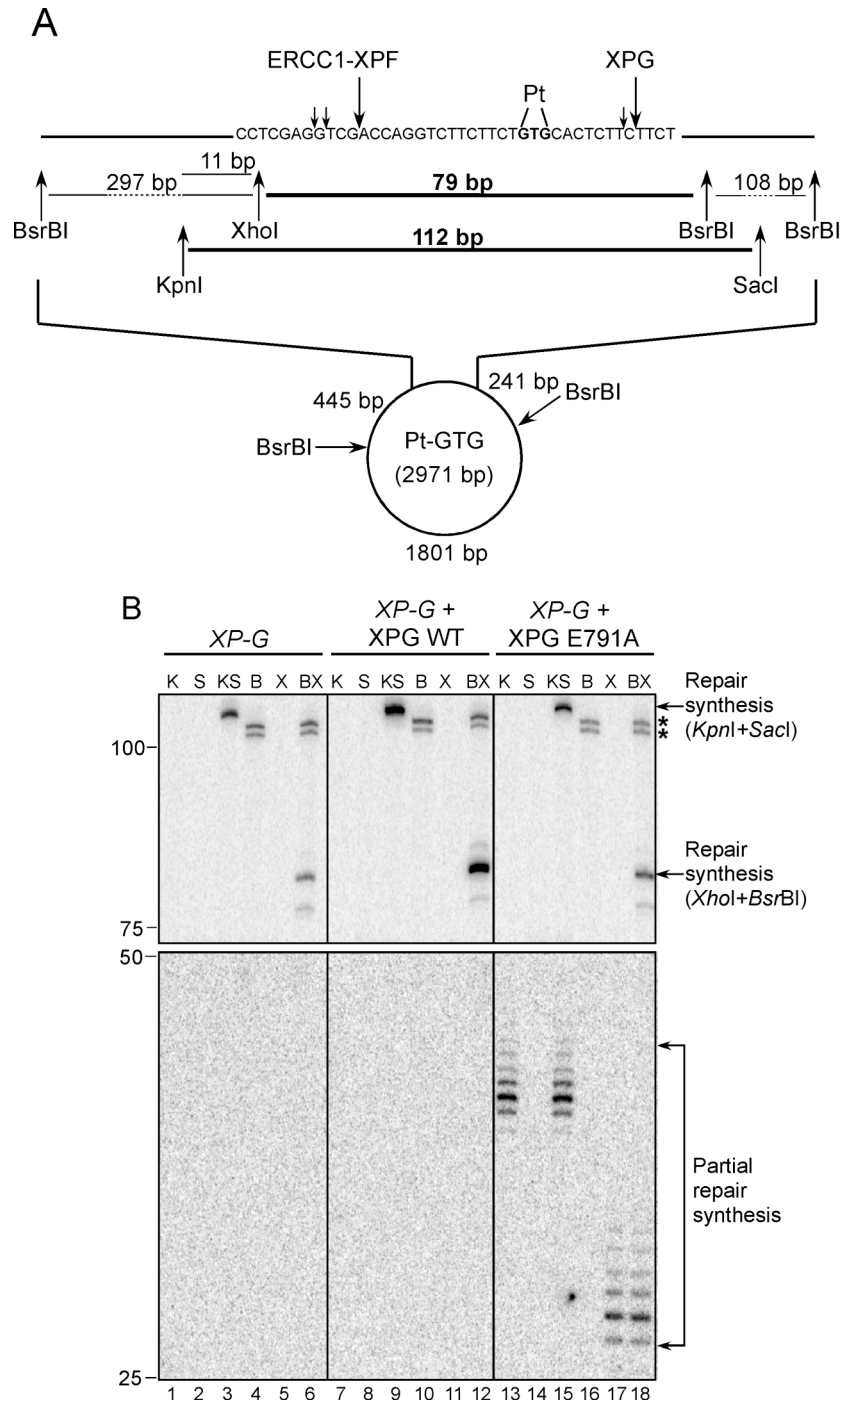 A
ERCC1-XPF
XPG
Pt
CCTCGAGGTCGACCAGGTCTTCTTCTGTGCACTCTTCTTCT
11 bp
297 bp
79 bp
108 bp
BsrBI
XhoI
BsrBI
BsrBI
112 bp
KpnI
SacI
445 bp
241 bp
BsrBI
BsrBI
Pt-GTG
(2971 bp)
1801 bp
B
XP-G
XP-G +
XPG WT
XP-G +
XPG E791A
K S KS B X BX K S KS B X BX K S KS B X BX
Repair
synthesis
(KpnI+SacI)
*
*
100
Repair
synthesis
(XhoI+BsrBI)
75
50
Partial
repair
synthesis
25
1 2 3 4 5 6 7 8 9 10 11 12 13 14 15 16 17 18